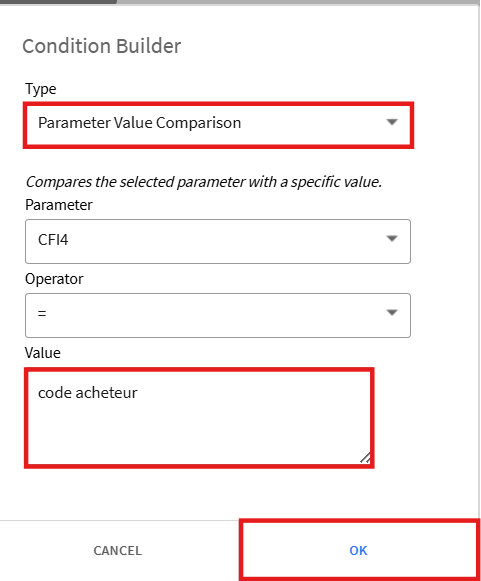 Condition Builder
Type
Parameter Value Comparison
Compares the selected parameter with a specific value.
Parameter
CFI4
Operator
=
Value
code acheteur
CANCEL
OK